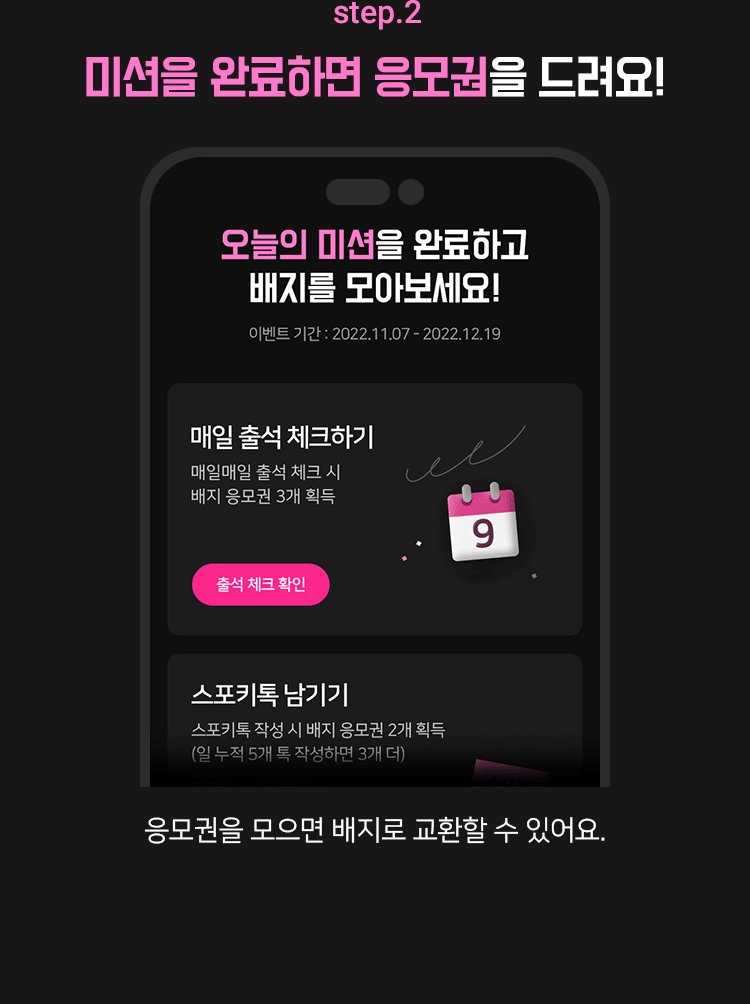 step.2
미션을 완료하면 응모권을 드려요!
오늘의 미션을 완료하고
배지를 모아보세요!
이벤트 기간 : 2022.11.07 - 2022.12.19
매일 출석 체크하기
매일매일 출석 체크 시
배지 응모권 3개 획득
9
출석 체크 확인
스포키톡 남기기
스포키톡 작성 시 배지 응모권 2개 획득
(일 누적 5개 톡 작성하면 3개 더)
응모권을 모으면 배지로 교환할 수 있어요.